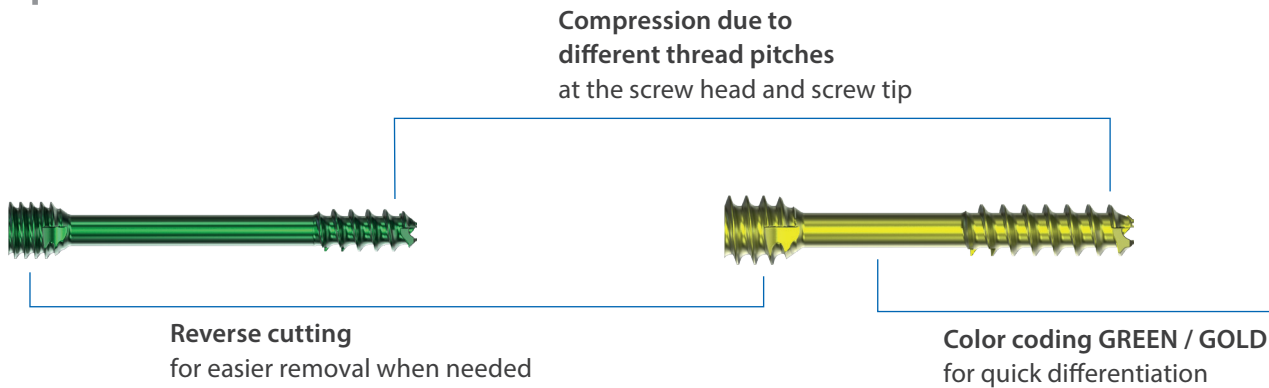 Compression due to
different thread pitches
at the screw head and screw tip
Reverse cutting
for easier removal when needed
Color coding GREEN / GOLD
for quick differentiation